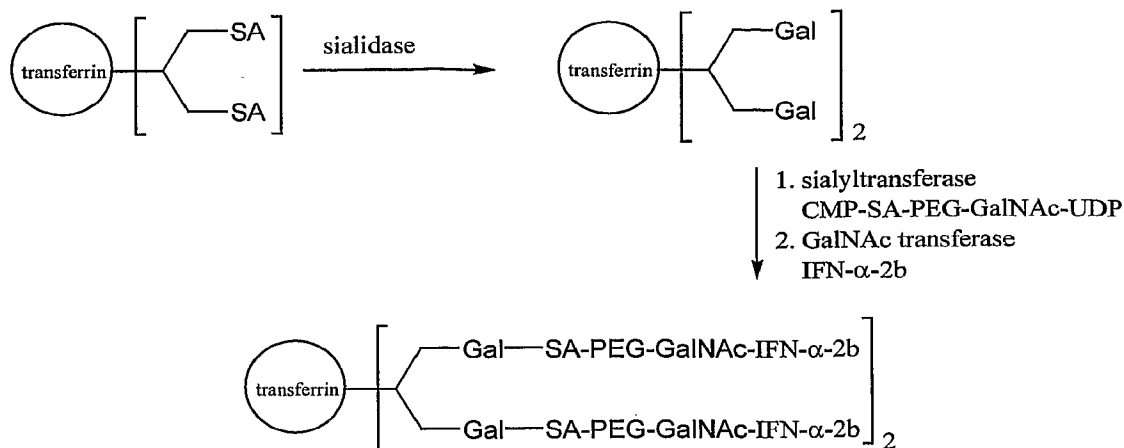 SA
transferrin
SA
sialidase
Gal
transferrin
Gal
2
1. sialyltransferase
CMP-SA-PEG-GalNAc-UDP
2. GalNAc transferase
IFN-α-2b
Gal—SA-PEG-GalNAc-IFN-α-2b
transferrin
Gal—SA-PEG-GalNAc-IFN-α-2b
2